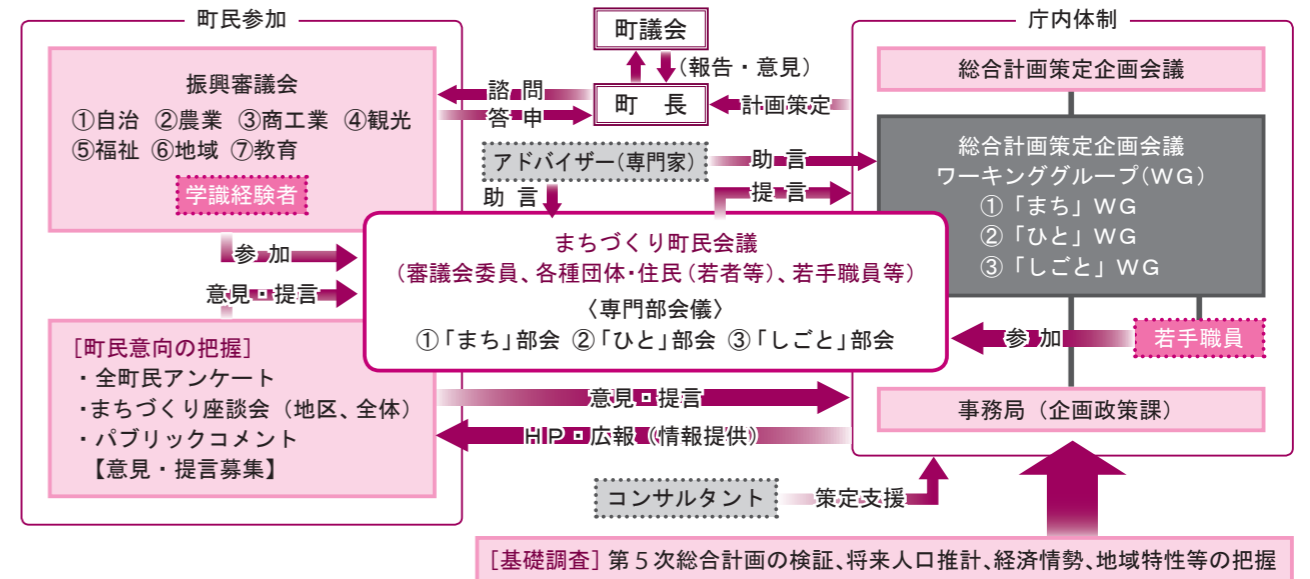 町民参加
振興審議会
①自治 ②農業 ③商工業 ④観光
⑤福祉 ⑥地域 ⑦教育
学識経験者
参 加
意見・提言
[町民意向の把握]
・全町民アンケート
・まちづくり座談会（地区、全体）
・パブリックコメント
【意見・提言募集】
町議会
(報告・意見)
町 長
諮 問
答 申
計画策定
アドバイザー(専門家)
助 言
助 言
提 言
まちづくり町民会議
(審議会委員、各種団体・住民(若者等)、若手職員等)
〈専門部会儀〉
①「まち」部会 ②「ひと」部会 ③「しごと」部会
意見・提言
HP・広報(情報提供)
コンサルタント
策定支援
庁内体制
総合計画策定企画会議
総合計画策定企画会議
ワーキンググループ(WG)
①「まち」WG
②「ひと」WG
③「しごと」WG
参 加
若手職員
事務局（企画政策課）
[基礎調査] 第5次総合計画の検証、将来人口推計、経済情勢、地域特性等の把握